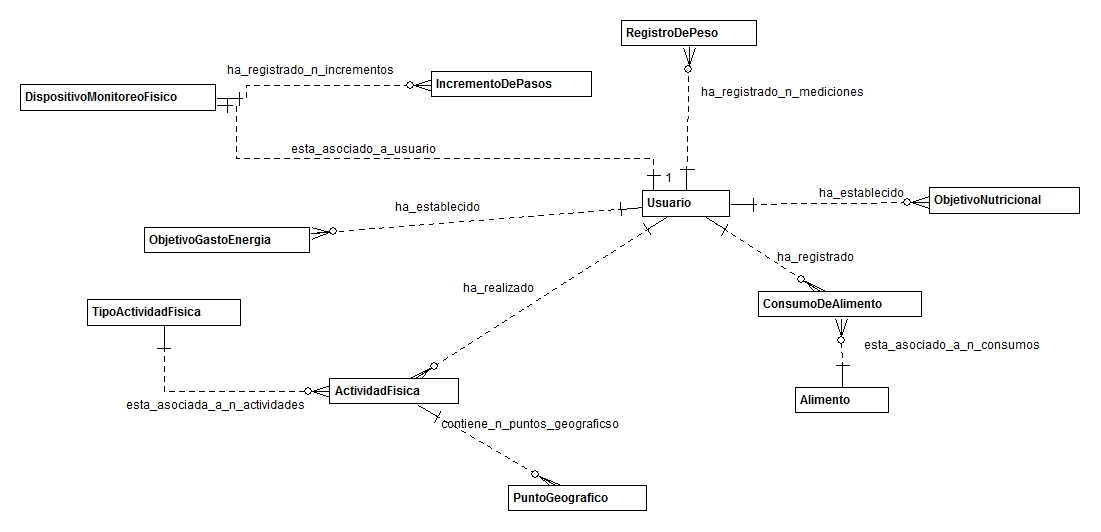 RegistroDePeso
ha_registrado_n_incrementos
IncrementoDePasos
DispositivoMonitoreoFisico
ha_registrado_n_mediciones
esta_asociado_a_usuario
1
ha_establecido
Usuario
ObjetivoNutricional
ha_establecido
ObjetivoGastoEnergia
ha_registrado
ha_realizado
ConsumoDeAlimento
TipoActividadFisica
esta_asociado_a_n_consumos
ActividadFisica
Alimento
esta_asociada_a_n_actividades
contiene_n_puntos_geograficso
PuntoGeografico